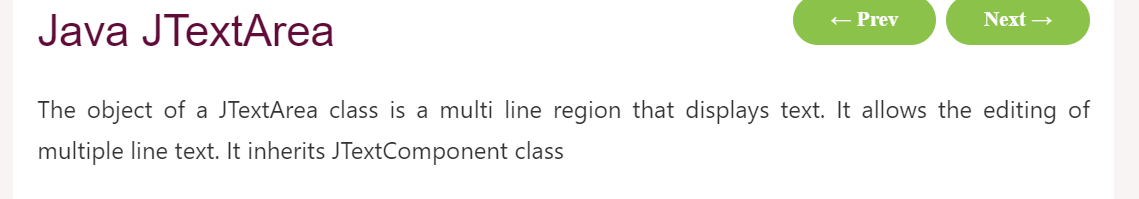 Java JTextArea
← Prev
Next →
The object of a JTextArea class is a multi line region that displays text. It allows the editing of
multiple line text. It inherits JTextComponent class